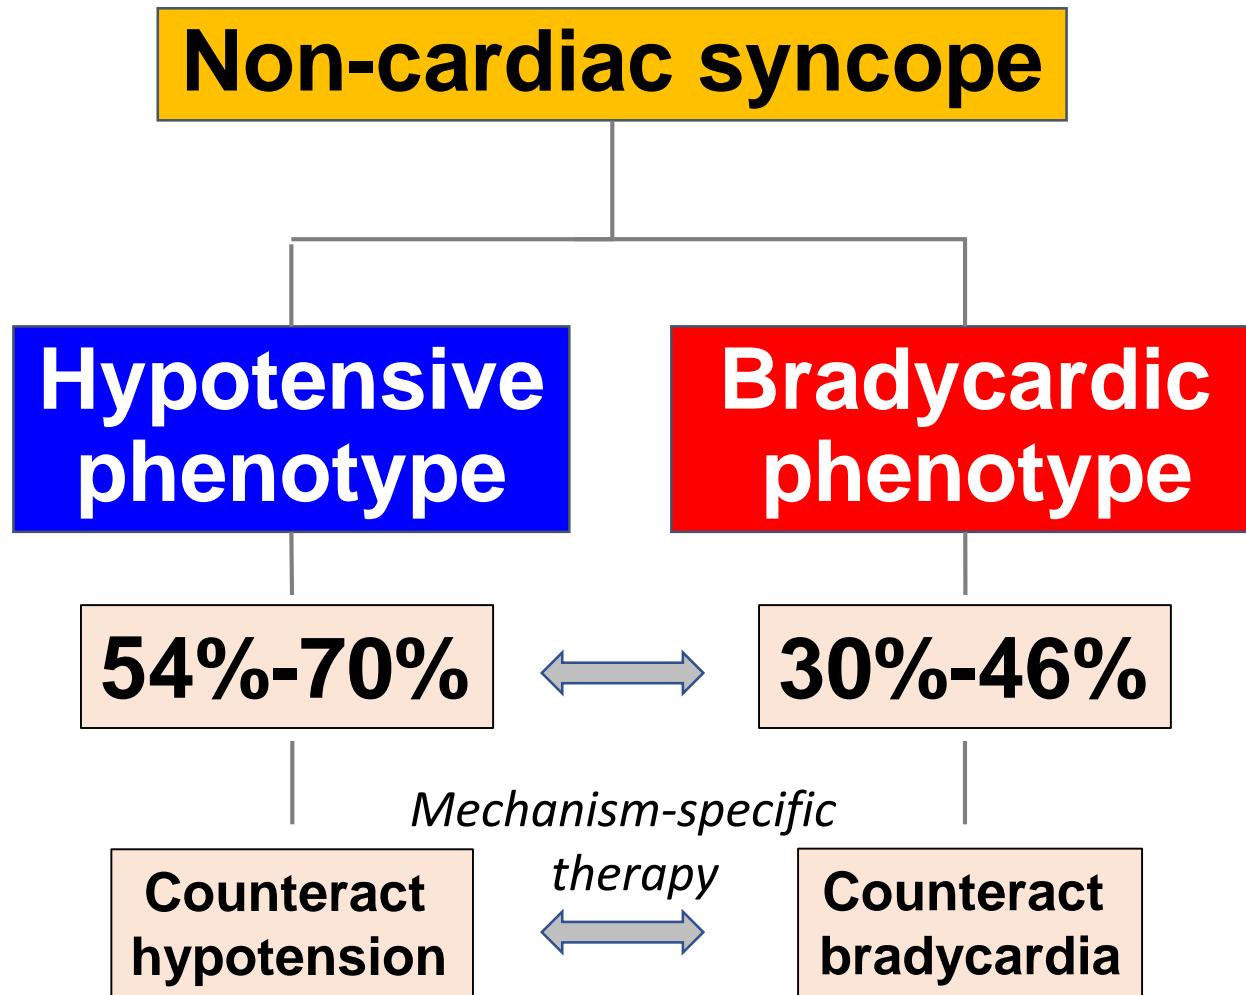 Non-cardiac syncope
Hypotensive
phenotype
Bradycardic
phenotype
54%-70%
30%-46%
Mechanism-specific
therapy
Counteract
hypotension
Counteract
bradycardia